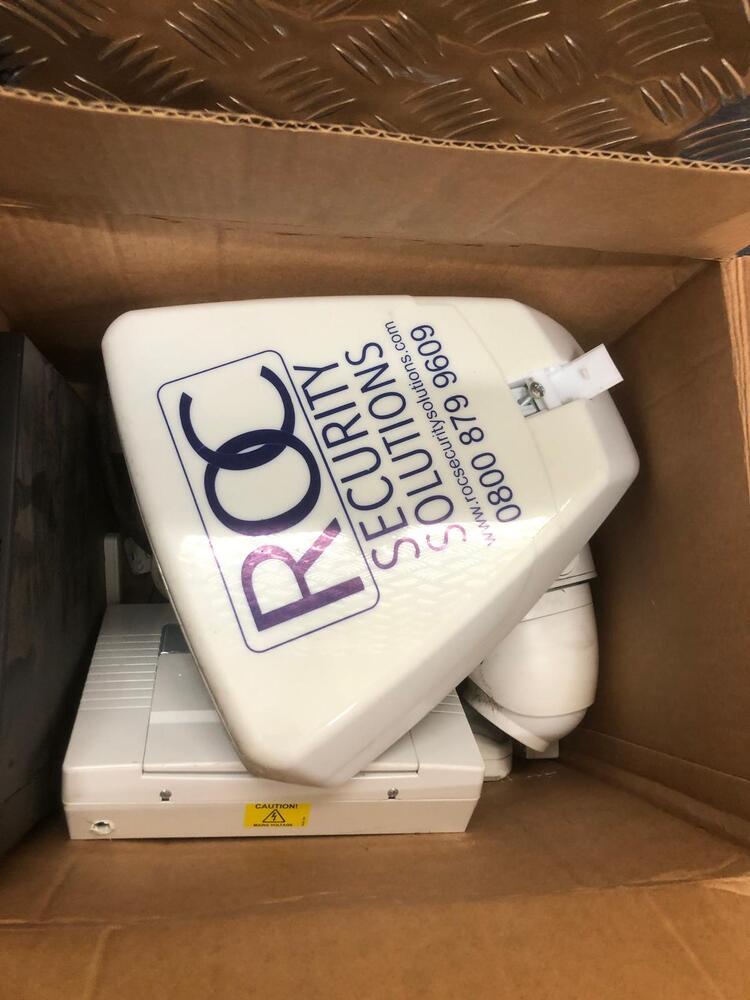 ROC
SECURITY
SOLUTIONS
www.rocsecuritysolutions.com
0800 879 9609
CAUTION!
MAINS VOLTAGE